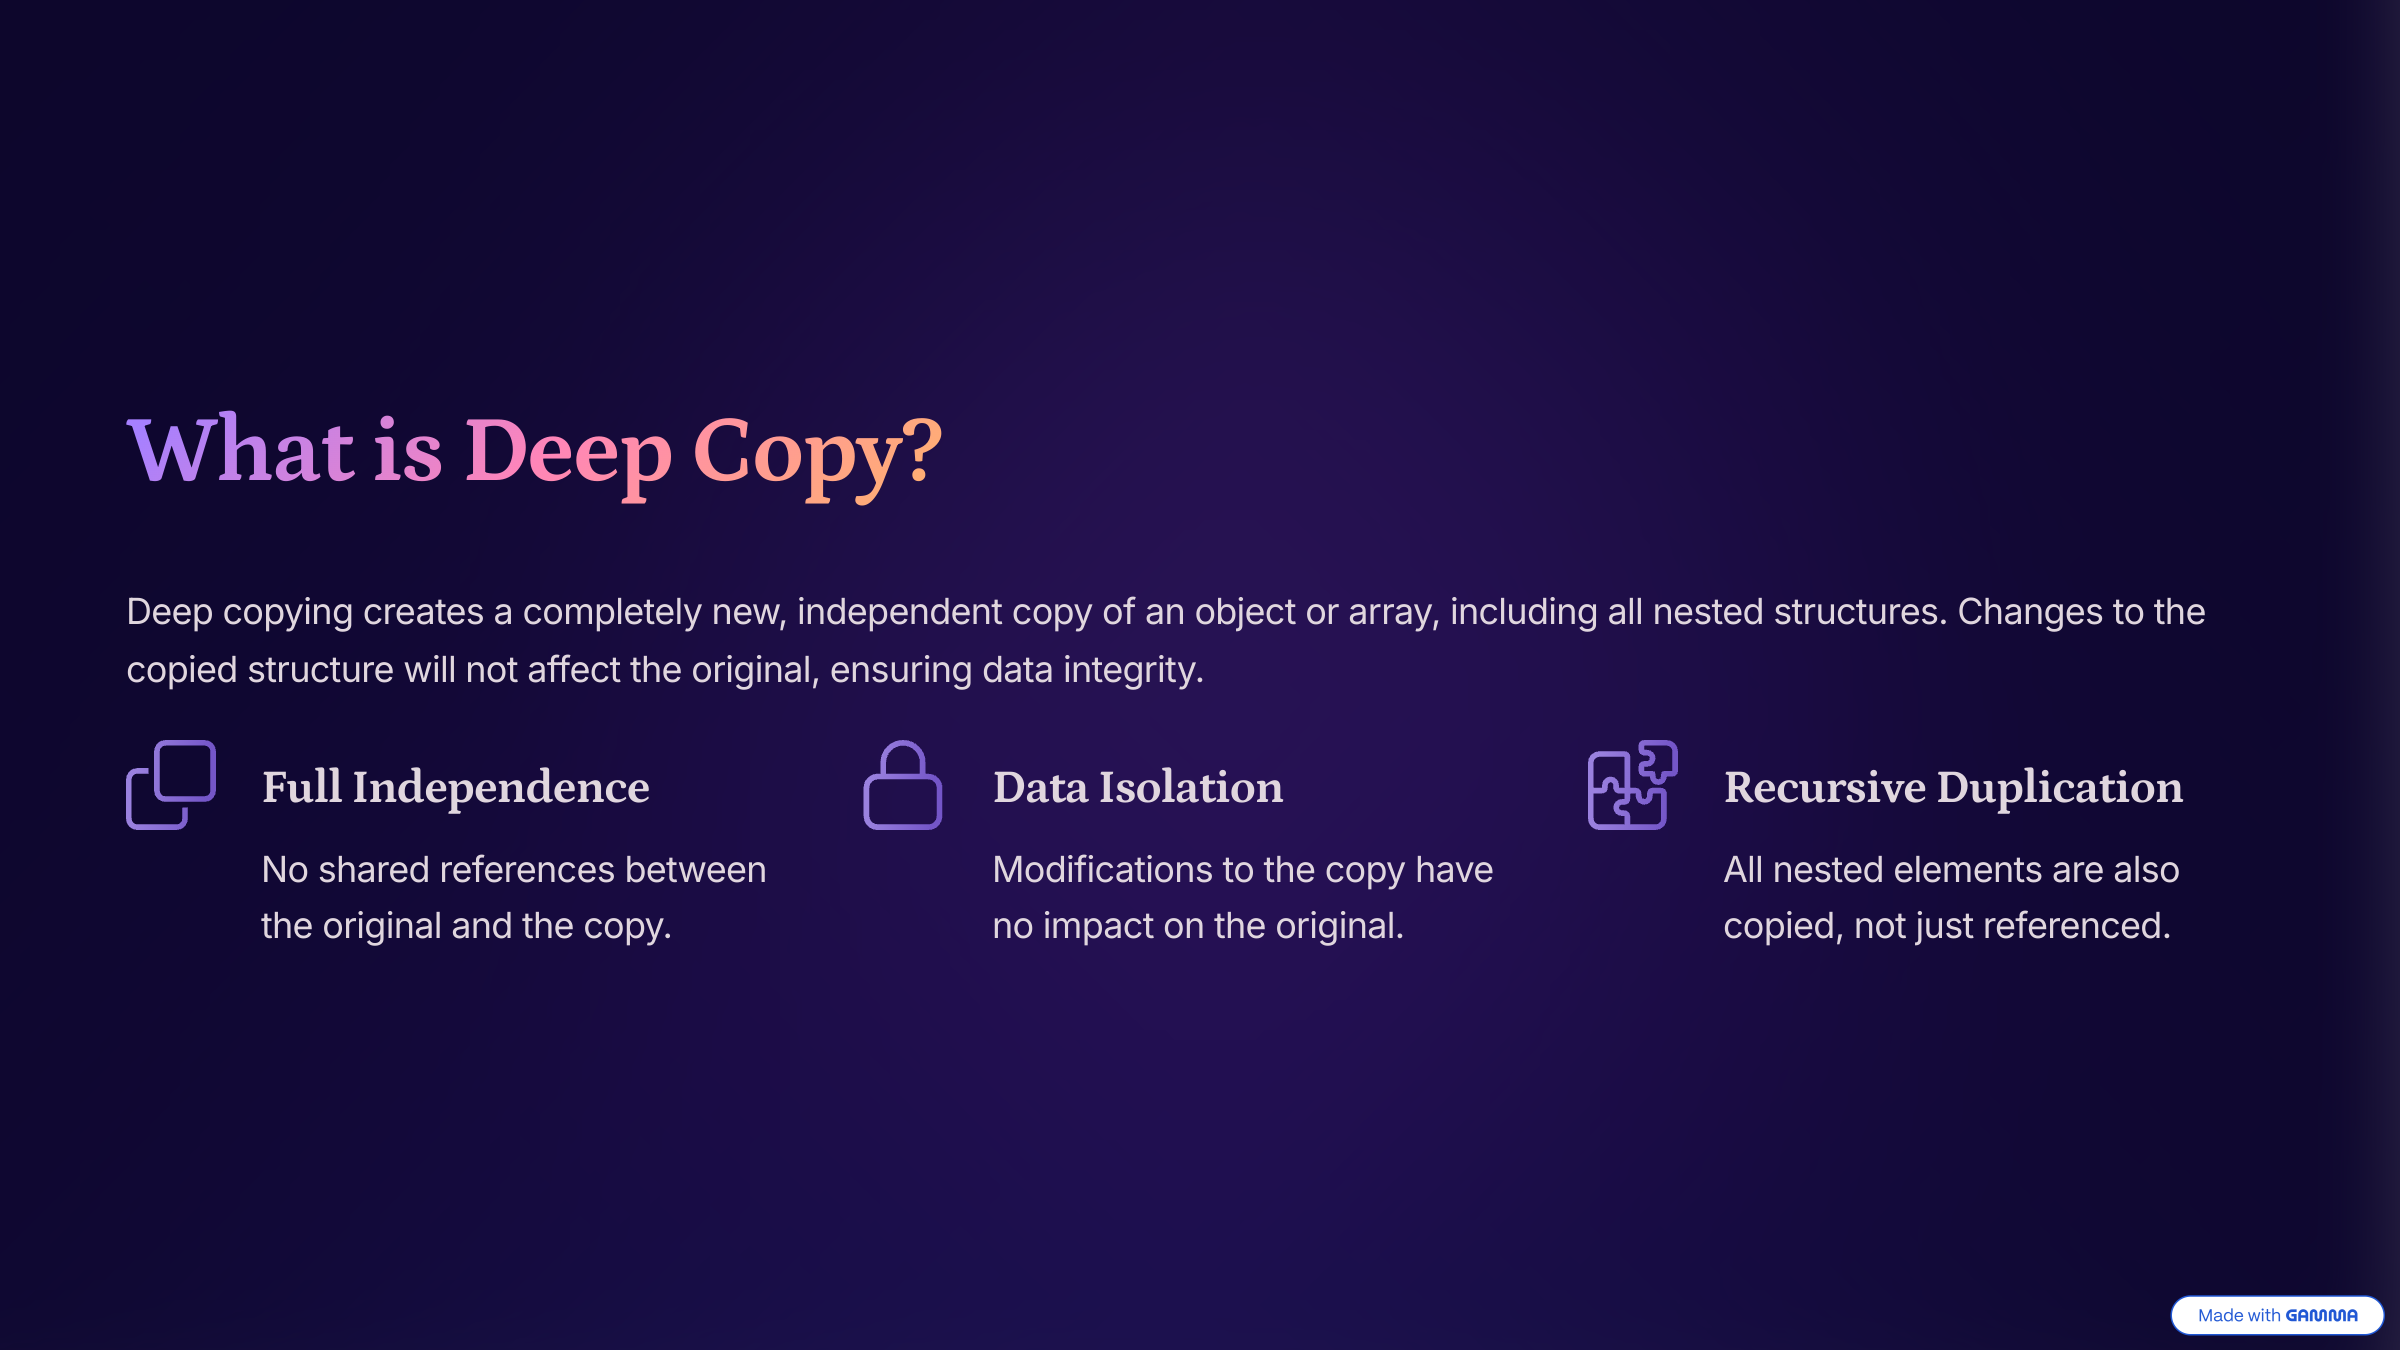 What is Deep Copy?
Deep copying creates a completely new, independent copy of an object or array, including all nested structures. Changes to the
copied structure will not affect the original, ensuring data integrity.
Full Independence
No shared references between
the original and the copy.
Data Isolation
Modifications to the copy have
no impact on the original.
Recursive Duplication
All nested elements are also
copied, not just referenced.
Made with GAMMA